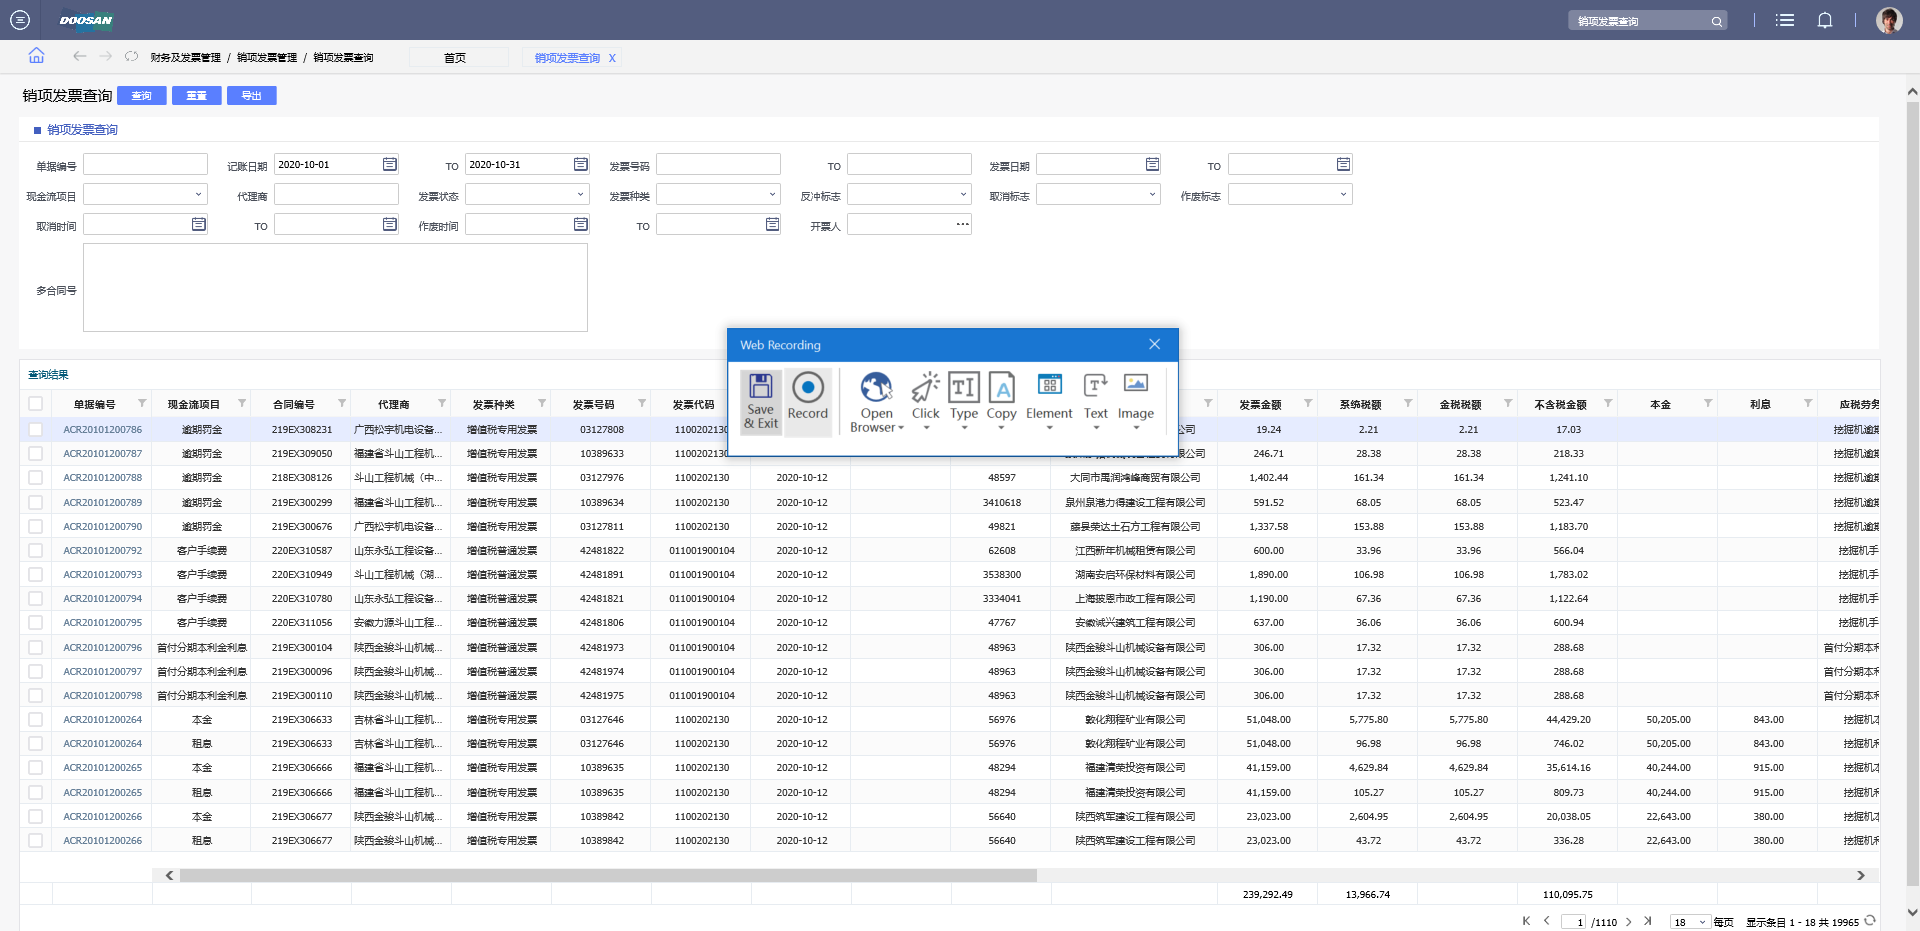 DOOSAN 销项发票查询
财务及发票管理 / 销项发票管理 / 销项发票查询 首页 销项发票查询 X
销项发票查询 查询 重置 导出
销项发票查询
单据编号 记账日期 2020-10-01 TO 2020-10-31 发票号码 TO 发票日期 TO
现金流项目 代理商 发票状态 发票种类 反冲标志 取消标志 作废标志
取消时间 TO 作废时间 TO 开票人
多合同号
Web Recording
Save & Exit Record Open Browser Click Type Copy Element Text Image
查询结果
单据编号 现金流项目 合同编号 代理商 发票种类 发票号码 发票代码 发票金额 系统税额 金税税额 不含税金额 本金 利息 应税劳务
ACR20101200786 逾期罚金 219EX308231 广西松宇机电设备... 增值税专用发票 03127808 1100202130 公司 19.24 2.21 2.21 17.03 挖掘机逾期
ACR20101200787 逾期罚金 219EX309050 福建省斗山工程机... 增值税专用发票 10389633 1100202130 限公司 246.71 28.38 28.38 218.33 挖掘机逾期
ACR20101200788 逾期罚金 218EX308126 斗山工程机械（中... 增值税专用发票 03127976 1100202130 2020-10-12 48597 大同市禹润鸿峰商贸有限公司 1,402.44 161.34 161.34 1,241.10 挖掘机逾期
ACR20101200789 逾期罚金 219EX300299 福建省斗山工程机... 增值税专用发票 10389634 1100202130 2020-10-12 3410618 泉州泉港力得建设工程有限公司 591.52 68.05 68.05 523.47 挖掘机逾期
ACR20101200790 逾期罚金 219EX300676 广西松宇机电设备... 增值税专用发票 03127811 1100202130 2020-10-12 49821 藤县荣达土石方工程有限公司 1,337.58 153.88 153.88 1,183.70 挖掘机逾期
ACR20101200792 客户手续费 220EX310587 山东永弘工程设备... 增值税普通发票 42481822 011001900104 2020-10-12 62608 江西新年机械租赁有限公司 600.00 33.96 33.96 566.04 挖掘机手
ACR20101200793 客户手续费 220EX310949 斗山工程机械（湖... 增值税普通发票 42481891 011001900104 2020-10-12 3538300 湖南安启环保材料有限公司 1,890.00 106.98 106.98 1,783.02 挖掘机手
ACR20101200794 客户手续费 220EX310780 山东永弘工程设备... 增值税普通发票 42481821 011001900104 2020-10-12 3334041 上海披恩市政工程有限公司 1,190.00 67.36 67.36 1,122.64 挖掘机手
ACR20101200795 客户手续费 220EX311056 安徽力源斗山工程... 增值税普通发票 42481806 011001900104 2020-10-12 47767 安徽诚兴建筑工程有限公司 637.00 36.06 36.06 600.94 挖掘机手
ACR20101200796 首付分期本利金利息 219EX300104 陕西金骏斗山机械... 增值税普通发票 42481973 011001900104 2020-10-12 48963 陕西金骏斗山机械设备有限公司 306.00 17.32 17.32 288.68 首付分期本利
ACR20101200797 首付分期本利金利息 219EX300096 陕西金骏斗山机械... 增值税普通发票 42481974 011001900104 2020-10-12 48963 陕西金骏斗山机械设备有限公司 306.00 17.32 17.32 288.68 首付分期本利
ACR20101200798 首付分期本利金利息 219EX300110 陕西金骏斗山机械... 增值税普通发票 42481975 011001900104 2020-10-12 48963 陕西金骏斗山机械设备有限公司 306.00 17.32 17.32 288.68 首付分期本利
ACR20101200264 本金 219EX306633 吉林省斗山工程机... 增值税专用发票 03127646 1100202130 2020-10-12 56976 敦化翔程矿业有限公司 51,048.00 5,775.80 5,775.80 44,429.20 50,205.00 843.00 挖掘机本
ACR20101200264 租息 219EX306633 吉林省斗山工程机... 增值税专用发票 03127646 1100202130 2020-10-12 56976 敦化翔程矿业有限公司 51,048.00 96.98 96.98 746.02 50,205.00 843.00 挖掘机利
ACR20101200265 本金 219EX306666 福建省斗山工程机... 增值税专用发票 10389635 1100202130 2020-10-12 48294 福建清荣投资有限公司 41,159.00 4,629.84 4,629.84 35,614.16 40,244.00 915.00 挖掘机本
ACR20101200265 租息 219EX306666 福建省斗山工程机... 增值税专用发票 10389635 1100202130 2020-10-12 48294 福建清荣投资有限公司 41,159.00 105.27 105.27 809.73 40,244.00 915.00 挖掘机利
ACR20101200266 本金 219EX306677 陕西金骏斗山机械... 增值税专用发票 10389842 1100202130 2020-10-12 56640 陕西筑军建设工程有限公司 23,023.00 2,604.95 2,604.95 20,038.05 22,643.00 380.00 挖掘机本
ACR20101200266 租息 219EX306677 陕西金骏斗山机械... 增值税专用发票 10389842 1100202130 2020-10-12 56640 陕西筑军建设工程有限公司 23,023.00 43.72 43.72 336.28 22,643.00 380.00 挖掘机利
239,292.49 13,966.74 110,095.75
1 /1110 18 每页 显示条目 1 - 18 共 19965